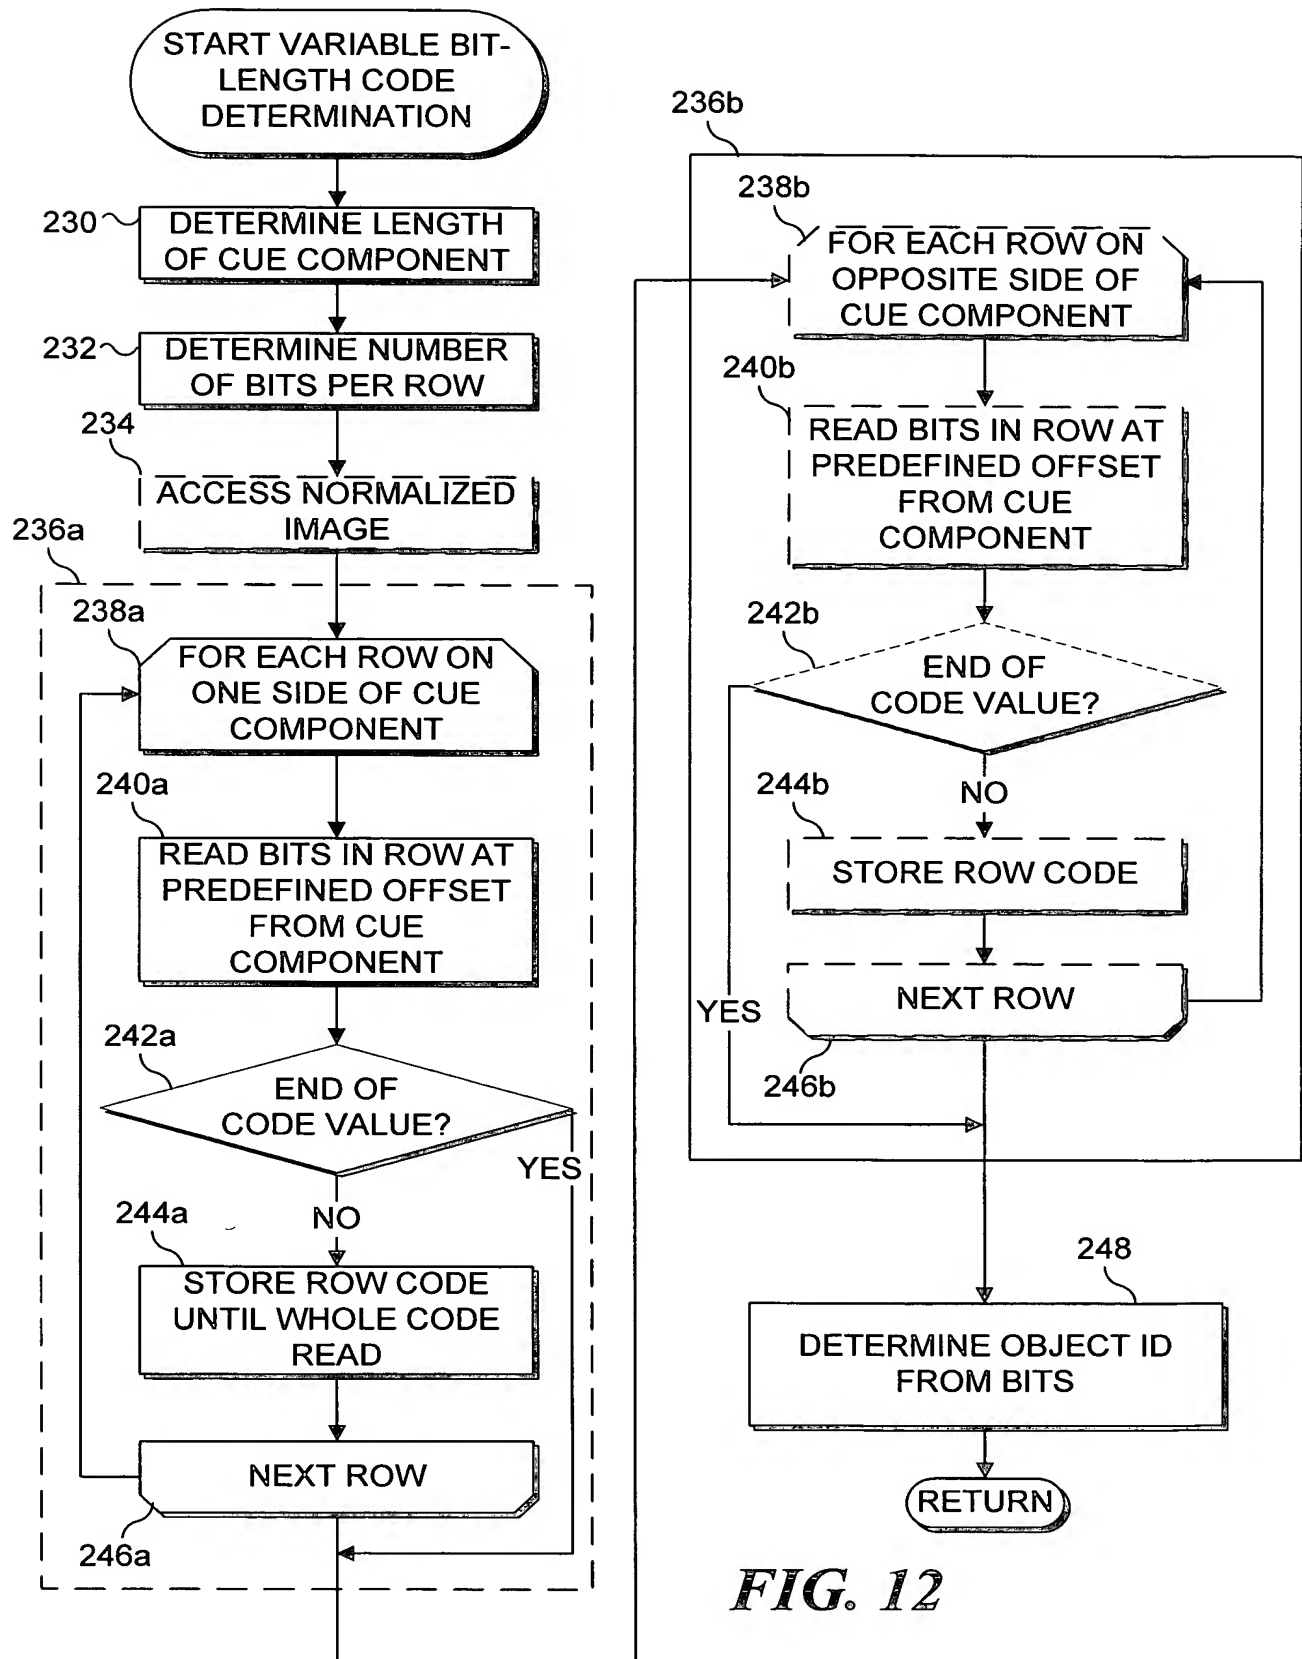 START VARIABLE BIT-
LENGTH CODE
DETERMINATION
230
DETERMINE LENGTH
OF CUE COMPONENT
232
DETERMINE NUMBER
OF BITS PER ROW
234
ACCESS NORMALIZED
IMAGE
236a
238a
FOR EACH ROW ON
ONE SIDE OF CUE
COMPONENT
240a
READ BITS IN ROW AT
PREDEFINED OFFSET
FROM CUE
COMPONENT
242a
END OF
CODE VALUE?
YES
NO
244a
STORE ROW CODE
UNTIL WHOLE CODE
READ
NEXT ROW
246a
236b
238b
FOR EACH ROW ON
OPPOSITE SIDE OF
CUE COMPONENT
240b
READ BITS IN ROW AT
PREDEFINED OFFSET
FROM CUE
COMPONENT
242b
END OF
CODE VALUE?
NO
244b
STORE ROW CODE
NEXT ROW
YES
246b
248
DETERMINE OBJECT ID
FROM BITS
RETURN
FIG. 12